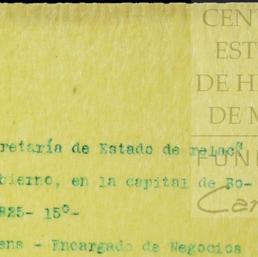 CEN
EST
DE H
DE M
FUN
Car
retaría de Estado de relacˢ.
bierno, en la capital de Bo-
825- 15º-
ens - Encargado de Negocios